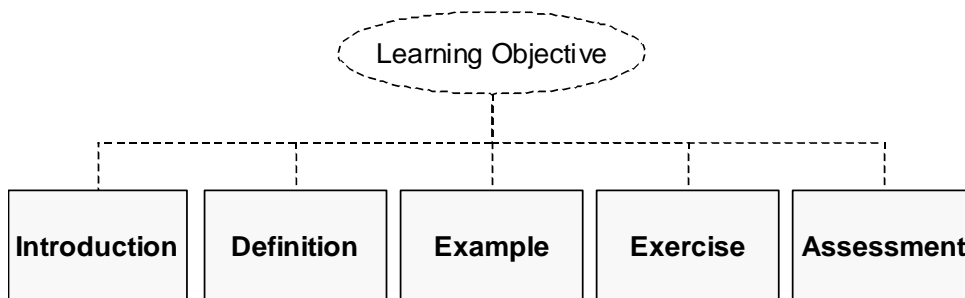 Learning Objective
Introduction
Definition
Example
Exercise
Assessment